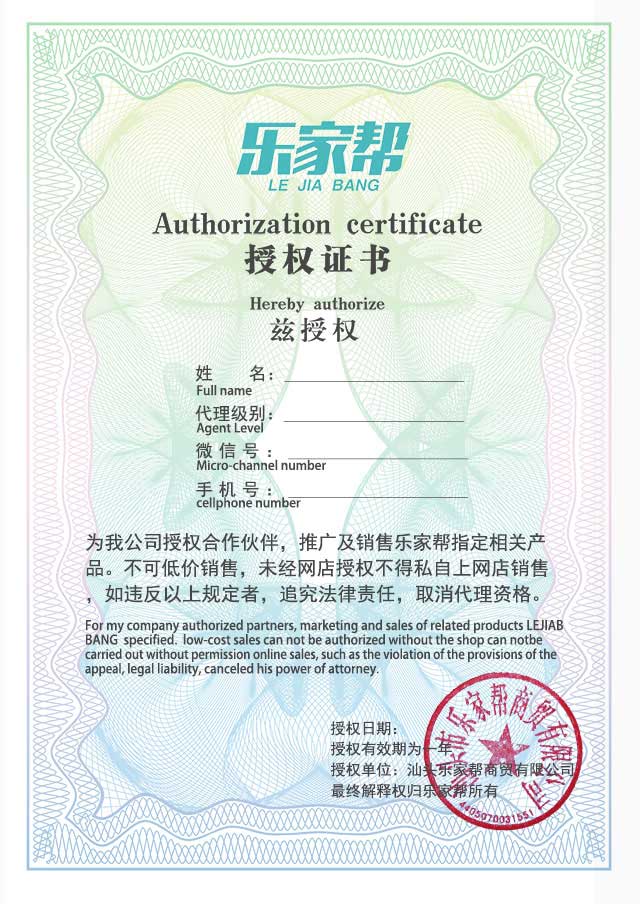 乐家帮
LE JIA BANG
Authorization certificate
授权证书
Hereby authorize
兹授权
姓 名:
Full name
代理级别:
Agent Level
微信号:
Micro-channel number
手机号:
cellphone number
为我公司授权合作伙伴，推广及销售乐家帮指定相关产
品。不可低价销售，未经网店授权不得私自上网店销售
，如违反以上规定者，追究法律责任，取消代理资格。
For my company authorized partners, marketing and sales of related products LEJIAB
BANG specified. low-cost sales can not be authorized without the shop can notbe
carried out without permission online sales, such as the violation of the provisions of the
appeal, legal liability, canceled his power of attorney.
授权日期:
授权有效期为一年
授权单位: 汕头乐家帮商贸有限公司
最终解释权归乐家帮所有
汕头市乐家帮商贸有限公司
4405070031551